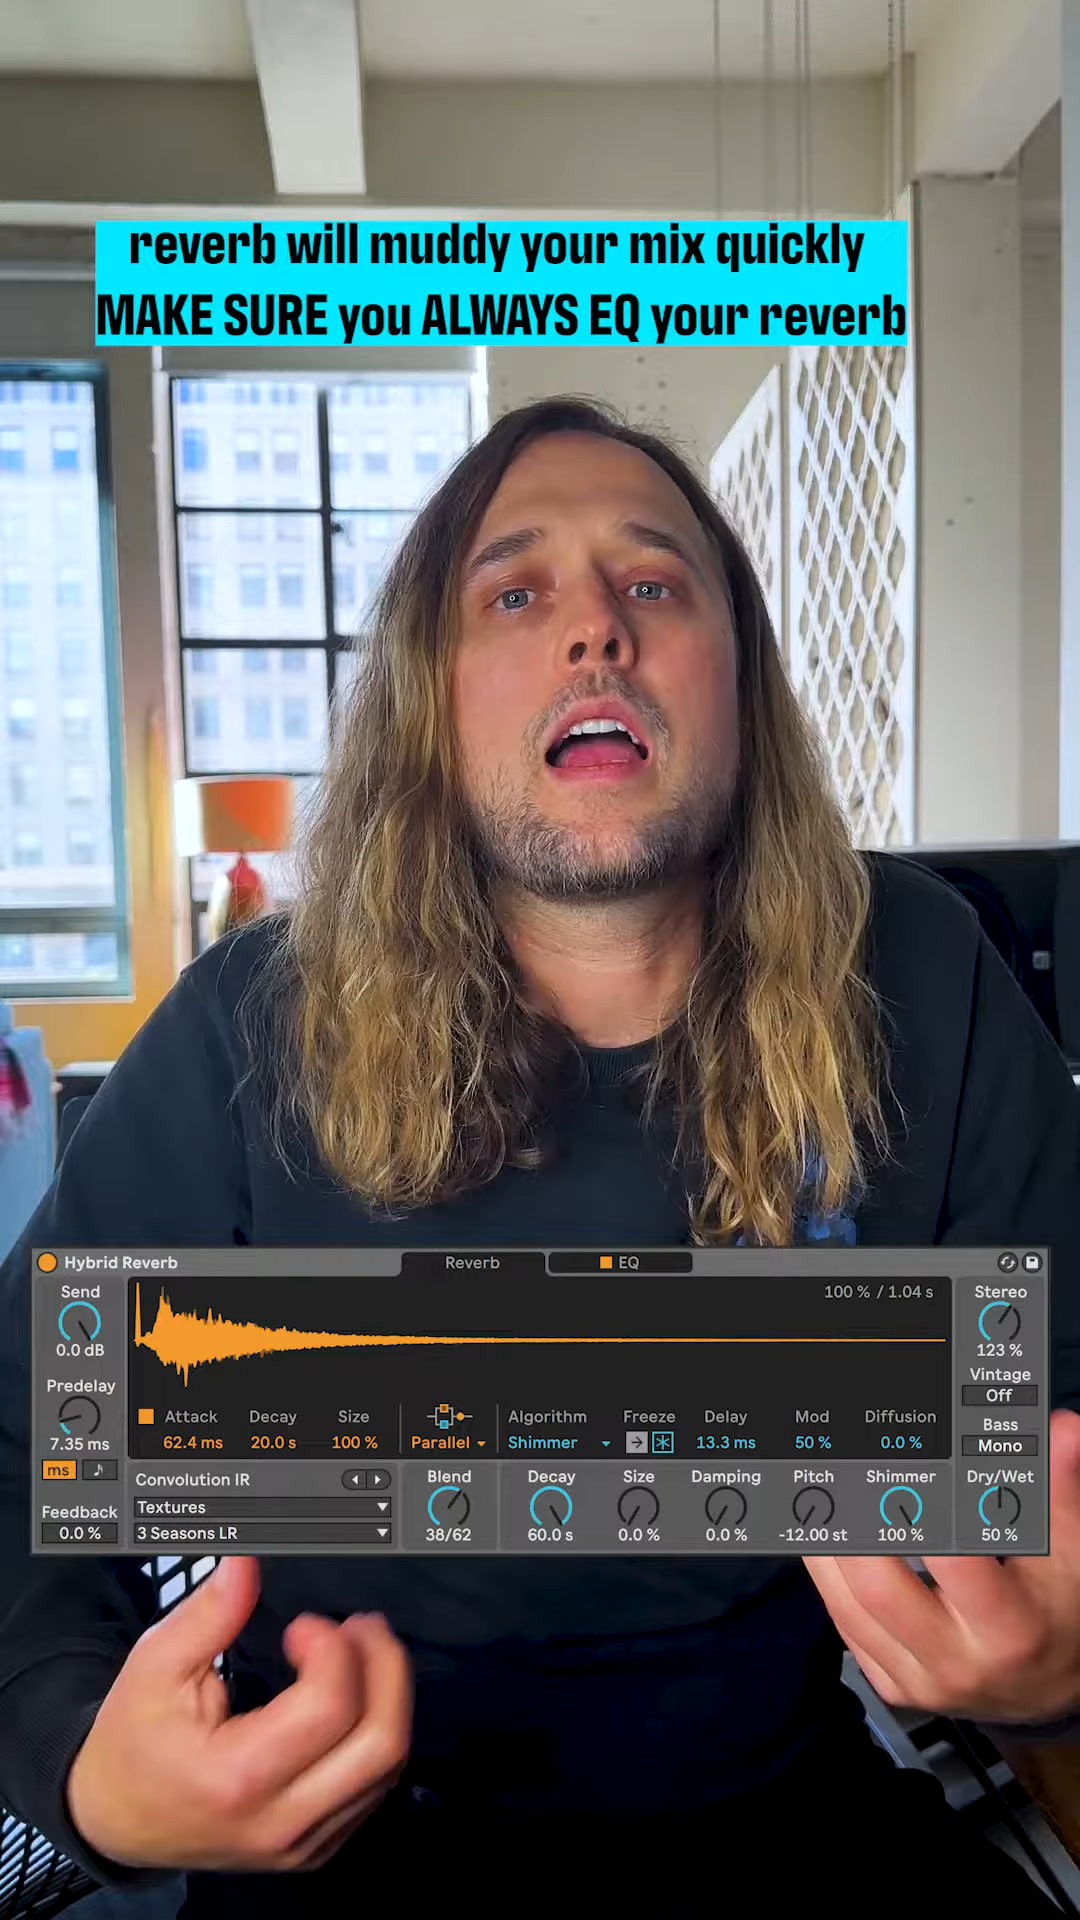 reverb will muddy your mix quickly
MAKE SURE you ALWAYS EQ your reverb
Hybrid Reverb
Reverb
EQ
Send
0.0 dB
Predelay
7.35 ms
ms
Feedback
0.0 %
100 % / 1.04 s
Attack
Decay
Size
62.4 ms
20.0 s
100 %
Parallel
Algorithm
Freeze
Delay
Mod
Diffusion
Shimmer
13.3 ms
50 %
0.0 %
Convolution IR
Textures
3 Seasons LR
Blend
38/62
Decay
Size
Damping
Pitch
Shimmer
60.0 s
0.0 %
0.0 %
-12.00 st
100 %
Stereo
123 %
Vintage
Off
Bass
Mono
Dry/Wet
50 %